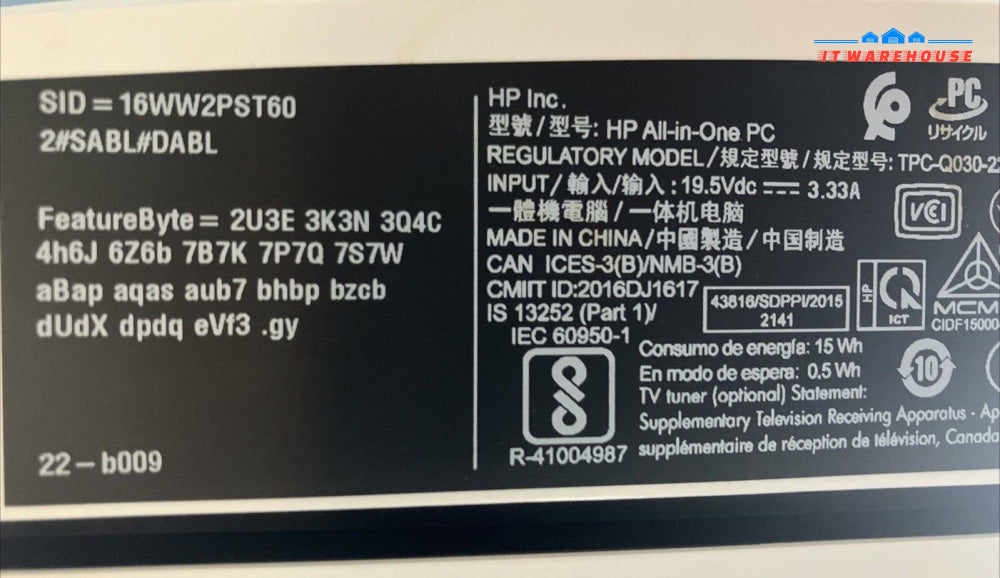 IT WAREHOUSE
SID = 16WW2PST60
2#SABL#DABL
FeatureByte = 2U3E 3K3N 3Q4C
4h6J 6Z6b 7B7K 7P7Q 7S7W
aBap aqas aub7 bhbp bzcb
dUdX dpdq eVf3 .gy
22-b009
HP Inc.
型號/型号: HP All-in-One PC
REGULATORY MODEL/規定型號/规定型号: TPC-Q030-22
INPUT/輸入/输入: 19.5Vdc ⎓ 3.33A
一體機電腦/一体机电脑
MADE IN CHINA/中國製造/中国制造
CAN ICES-3(B)/NMB-3(B)
CMIIT ID:2016DJ1617
IS 13252 (Part 1)/
IEC 60950-1
R-41004987
43816/SDPPI/2015
2141
PC
リサイクル
VCI
HP
ICT
MCM
CIDF15000
10
Consumo de energía: 15 Wh
En modo de espera: 0.5 Wh
TV tuner (optional) Statement:
Supplementary Television Receiving Apparatus - Ap
supplémentaire de réception de télévision, Canada